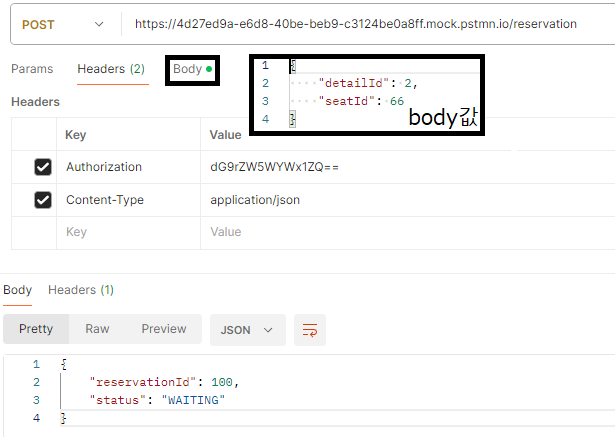 POST https://4d27ed9a-e6d8-40be-beb9-c3124be0a8ff.mock.pstmn.io/reservation
Params Headers (2) Body
1 {
2 "detailId": 2,
3 "seatId": 66
4 }
body값
Headers
Key Value
Authorization dG9rZW5WYWx1ZQ==
Content-Type application/json
Key Value
Body Headers (1)
Pretty Raw Preview JSON
1 {
2 "reservationId": 100,
3 "status": "WAITING"
4 }